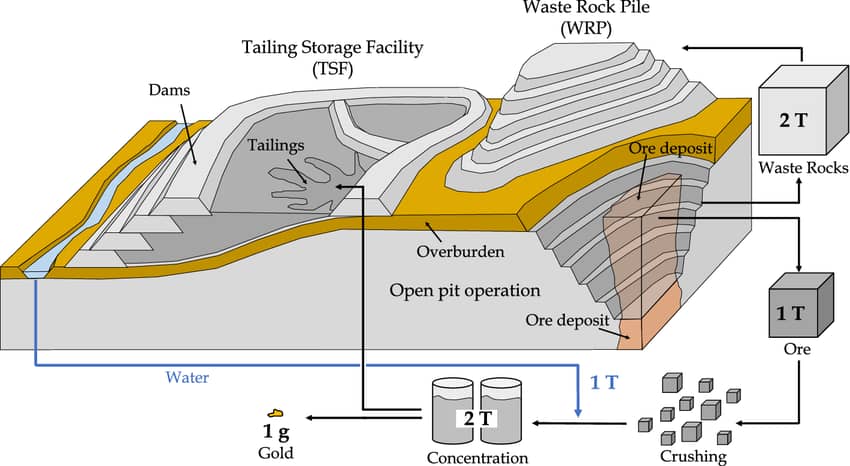 Waste Rock Pile
(WRP)
Tailing Storage Facility
(TSF)
Dams
2 T
Tailings
Ore deposit
Waste Rocks
Overburden
Open pit operation
1 T
Ore deposit
Ore
Water
1 T
2 T
1 g
Gold
Concentration
Crushing